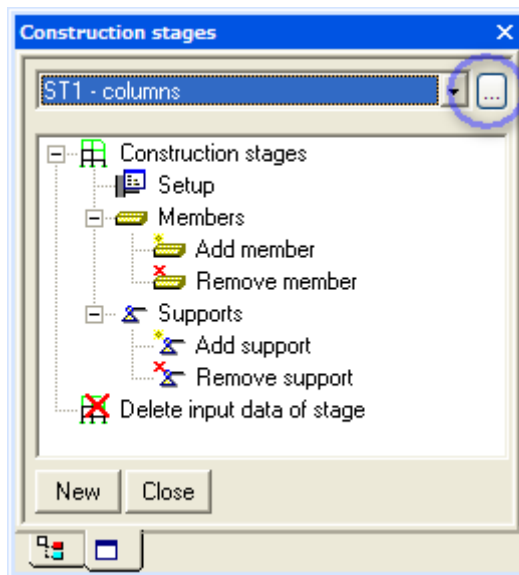 Construction stages
ST1 - columns
...
Construction stages
Setup
Members
Add member
Remove member
Supports
Add support
Remove support
Delete input data of stage
New Close